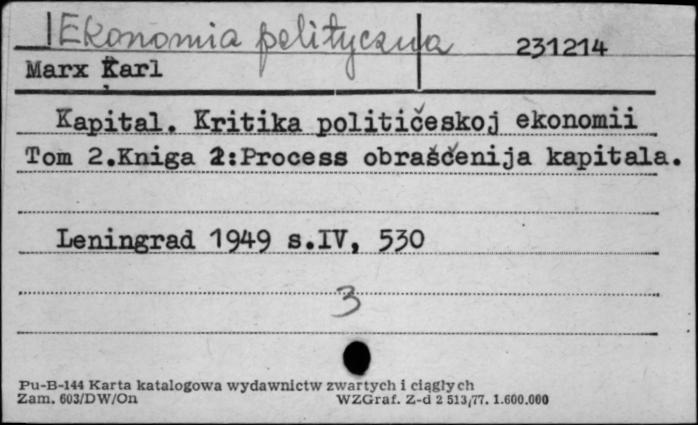 Ekonomia polityczna
231214
Marx Karl
Kapital. Kritika političeskoj ekonomii
Tom 2.Kniga 2:Process obraščenija kapitala.
Leningrad 1949 s.IV, 530
3
Pu-B-144 Karta katalogowa wydawnictw zwartych i ciągłych
Zam. 603/DW/On WZGraf. Z-d 2 513,77. 1.600.000